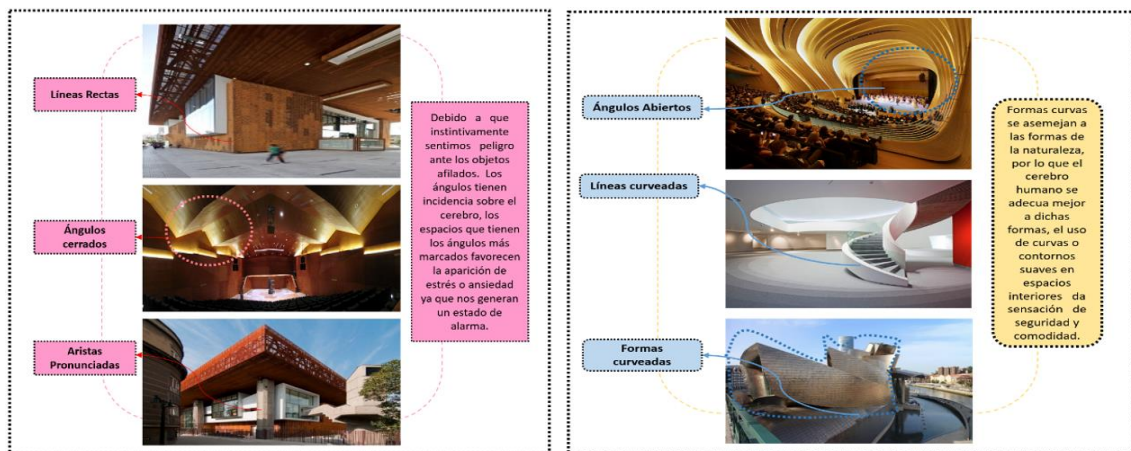 Líneas Rectas
Ángulos
cerrados
Aristas
Pronunciadas
Debido a que
instintivamente
sentimos peligro
ante los objetos
afilados. Los
ángulos tienen
incidencia sobre el
cerebro, los
espacios que tienen
los ángulos más
marcados favorecen
la aparición de
estrés o ansiedad
ya que nos generan
un estado de
alarma.
Ángulos Abiertos
Líneas curveadas
Formas
curveadas
Formas curvas
se asemejan a
las formas de
la naturaleza,
por lo que el
cerebro
humano se
adecua mejor
a dichas
formas, el uso
de curvas o
contornos
suaves en
espacios
interiores da
sensación de
seguridad y
comodidad.